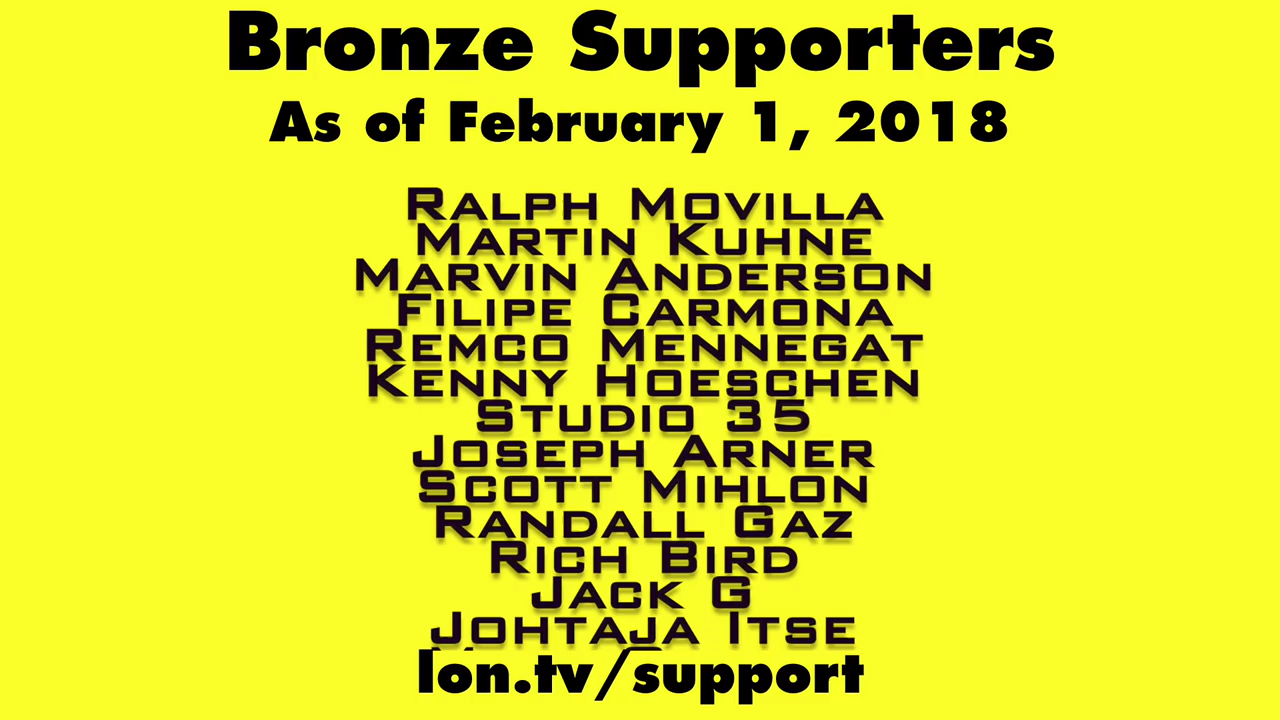 Bronze Supporters
As of February 1, 2018
Ralph Movilla
Martin Kuhne
Marvin Anderson
Filipe Carmona
Remco Mennegat
Kenny Hoeschen
Studio 35
Joseph Arner
Scott Mihlon
Randall Gaz
Rich Bird
Jack G
Johtaja Itse
lon.tv/support